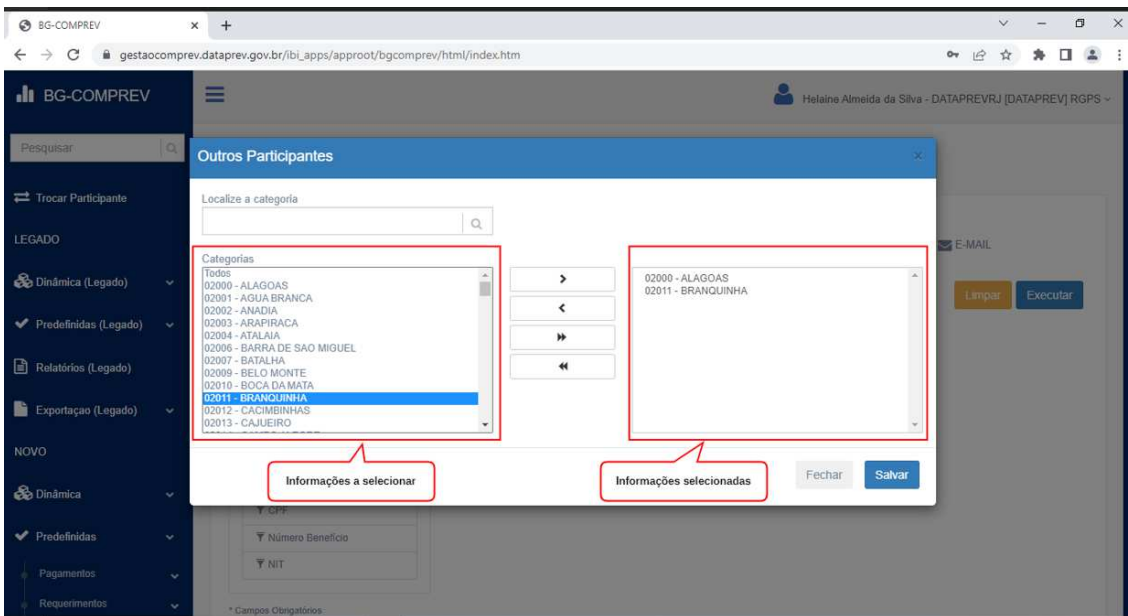 BG-COMPREV
gestaocomprev.dataprev.gov.br/ibi_apps/approot/bgcomprev/html/index.htm
BG-COMPREV
Helaine Almeida da Silva - DATAPREVRJ [DATAPREV] RGPS
Pesquisar
Trocar Participante
LEGADO
Dinâmica (Legado)
Predefinidas (Legado)
Relatórios (Legado)
Exportaçao (Legado)
NOVO
Dinâmica
Predefinidas
Pagamentos
Requerimentos
Outros Participantes
Localize a categoria
Categorias
Todos
02000 - ALAGOAS
02001 - AGUA BRANCA
02002 - ANADIA
02003 - ARAPIRACA
02004 - ATALAIA
02006 - BARRA DE SAO MIGUEL
02007 - BATALHA
02009 - BELO MONTE
02010 - BOCA DA MATA
02011 - BRANQUINHA
02012 - CACIMBINHAS
02013 - CAJUEIRO
02000 - ALAGOAS
02011 - BRANQUINHA
Informações a selecionar
Informações selecionadas
Fechar
Salvar
E-MAIL
Limpar
Executar
CPF
Número Benefício
NIT
* Campos Obrigatórios